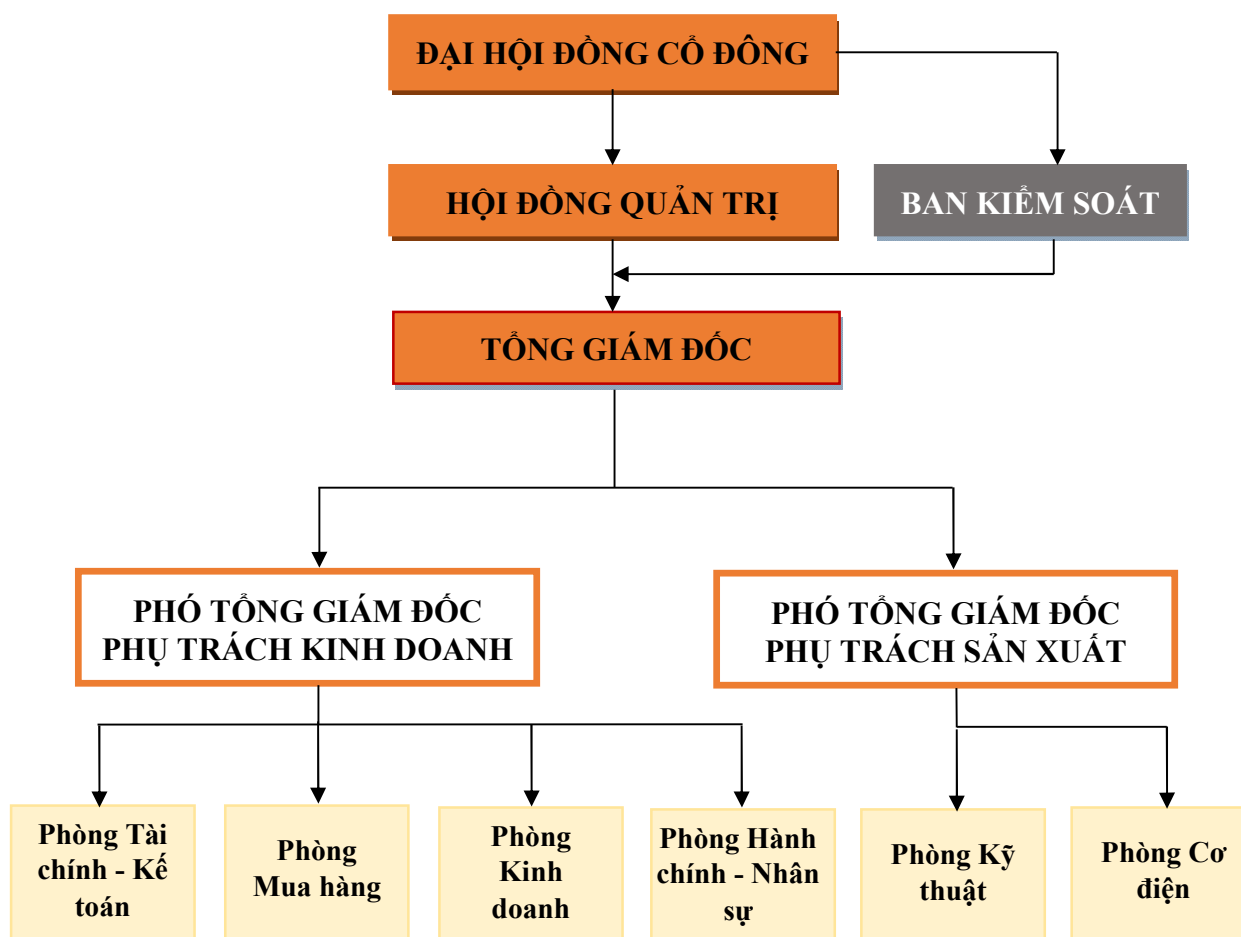 ĐẠI HỘI ĐỒNG CỔ ĐÔNG
HỘI ĐỒNG QUẢN TRỊ
BAN KIỂM SOÁT
TỔNG GIÁM ĐỐC
PHÓ TỔNG GIÁM ĐỐC
PHỤ TRÁCH KINH DOANH
PHÓ TỔNG GIÁM ĐỐC
PHỤ TRÁCH SẢN XUẤT
Phòng Tài
chính - Kế
toán
Phòng
Mua hàng
Phòng
Kinh
doanh
Phòng Hành
chính - Nhân
sự
Phòng Kỹ
thuật
Phòng Cơ
điện